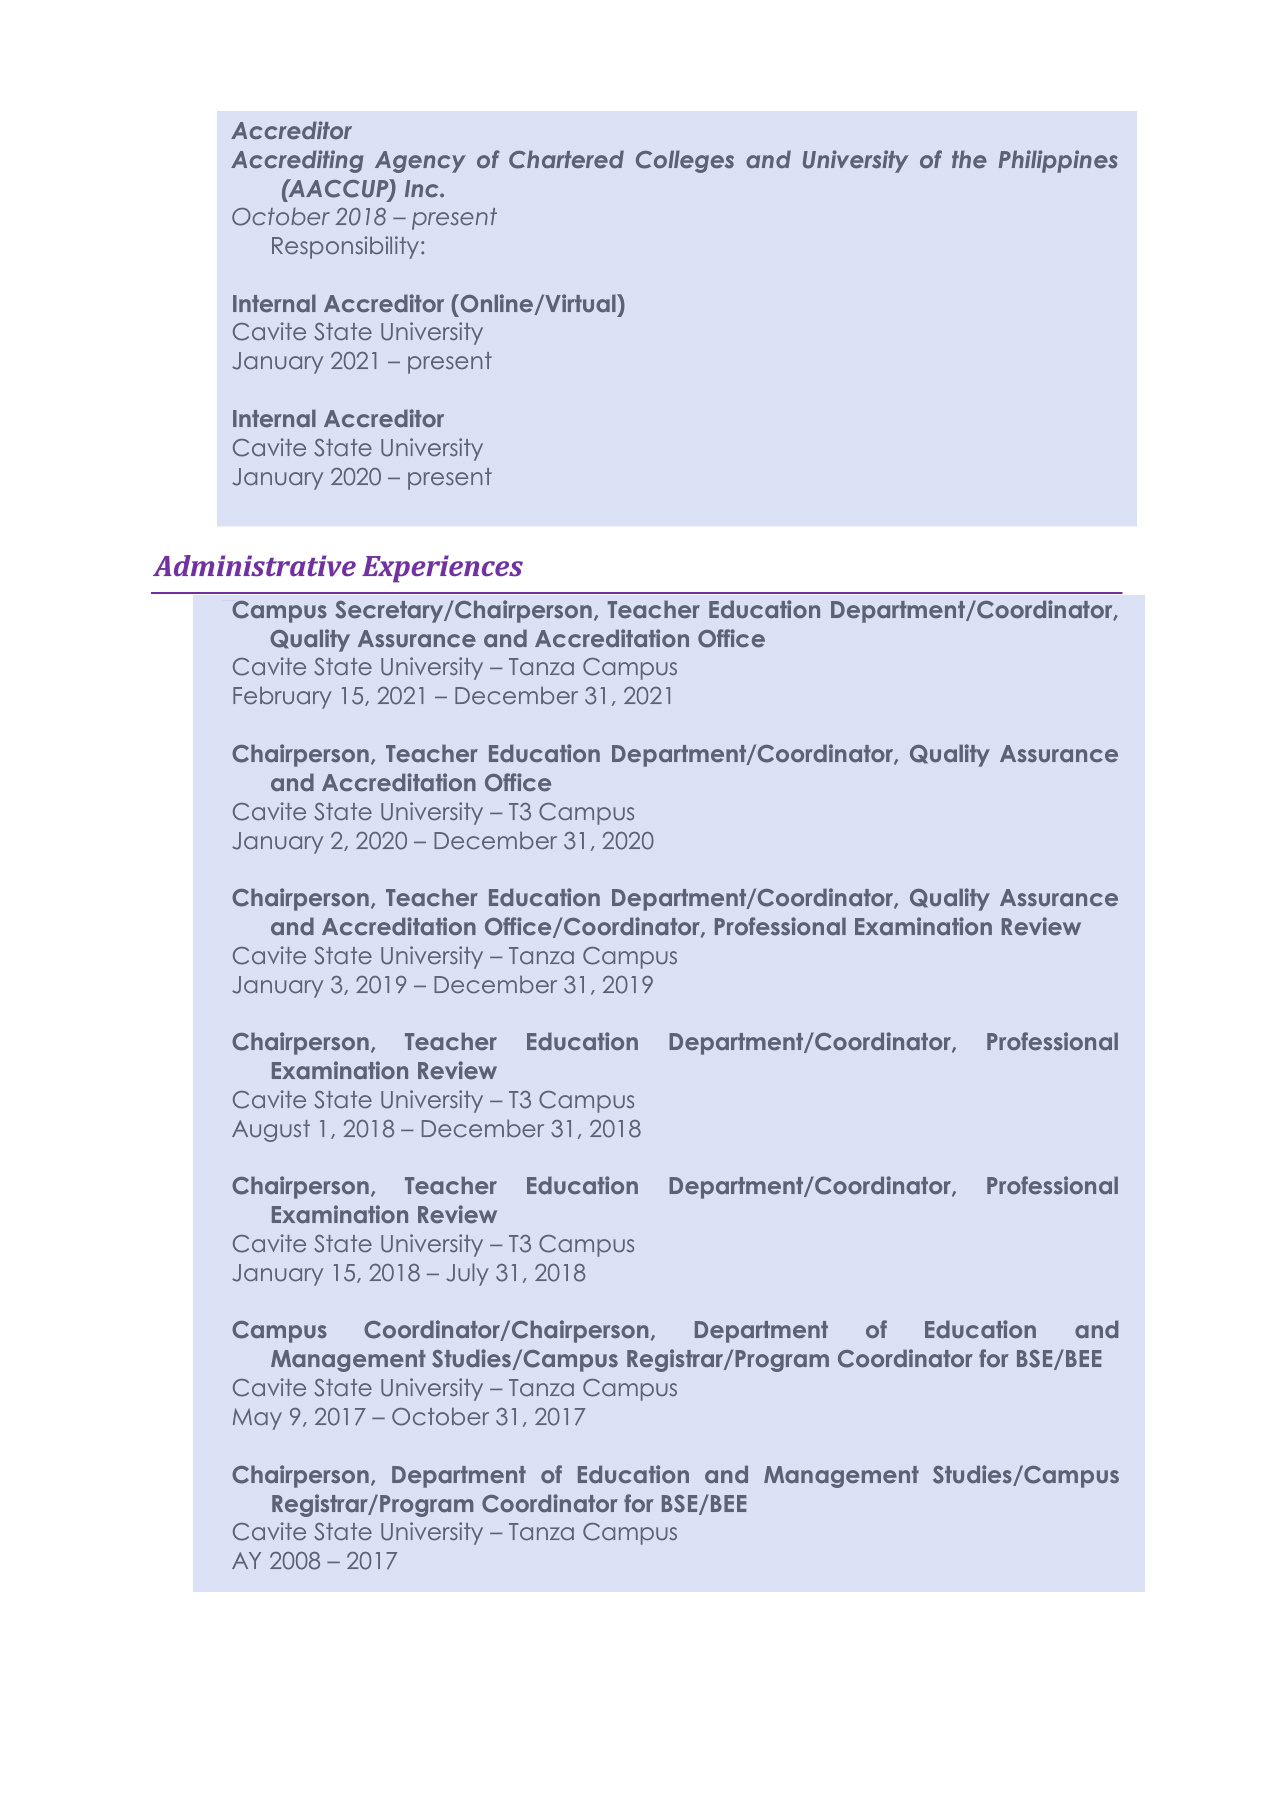 Accreditor
Accrediting Agency of Chartered Colleges and University of the Philippines
(AACCUP) Inc.
October 2018 – present
Responsibility:
Internal Accreditor (Online/Virtual)
Cavite State University
January 2021 – present
Internal Accreditor
Cavite State University
January 2020 – present
Administrative Experiences
Campus Secretary/Chairperson, Teacher Education Department/Coordinator,
Quality Assurance and Accreditation Office
Cavite State University – Tanza Campus
February 15, 2021 – December 31, 2021
Chairperson, Teacher Education Department/Coordinator, Quality Assurance
and Accreditation Office
Cavite State University – T3 Campus
January 2, 2020 – December 31, 2020
Chairperson, Teacher Education Department/Coordinator, Quality Assurance
and Accreditation Office/Coordinator, Professional Examination Review
Cavite State University – Tanza Campus
January 3, 2019 – December 31, 2019
Chairperson, Teacher Education Department/Coordinator, Professional
Examination Review
Cavite State University – T3 Campus
August 1, 2018 – December 31, 2018
Chairperson, Teacher Education Department/Coordinator, Professional
Examination Review
Cavite State University – T3 Campus
January 15, 2018 – July 31, 2018
Campus Coordinator/Chairperson, Department of Education and
Management Studies/Campus Registrar/Program Coordinator for BSE/BEE
Cavite State University – Tanza Campus
May 9, 2017 – October 31, 2017
Chairperson, Department of Education and Management Studies/Campus
Registrar/Program Coordinator for BSE/BEE
Cavite State University – Tanza Campus
AY 2008 – 2017